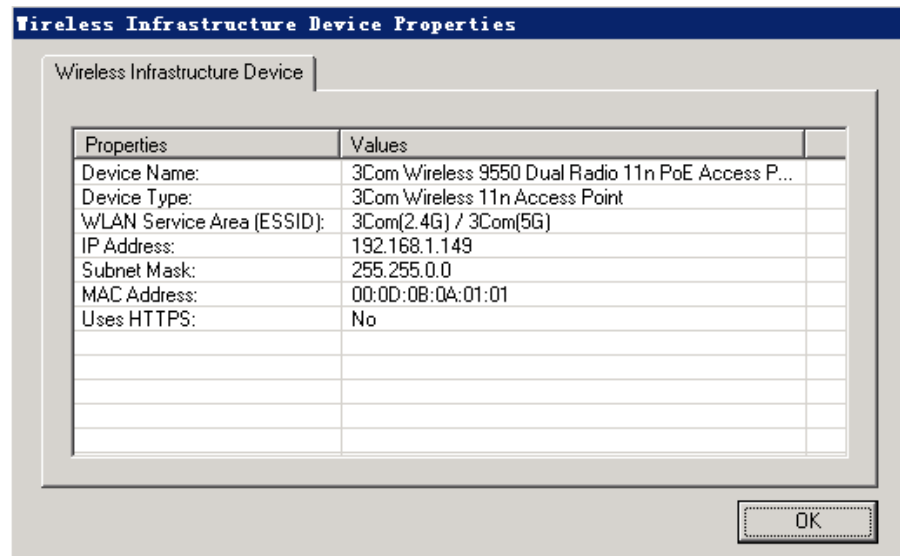 Wireless Infrastructure Device Properties
Wireless Infrastructure Device
Properties Values
Device Name: 3Com Wireless 9550 Dual Radio 11n PoE Access P...
Device Type: 3Com Wireless 11n Access Point
WLAN Service Area (ESSID): 3Com(2.4G) / 3Com(5G)
IP Address: 192.168.1.149
Subnet Mask: 255.255.0.0
MAC Address: 00:0D:0B:0A:01:01
Uses HTTPS: No
OK